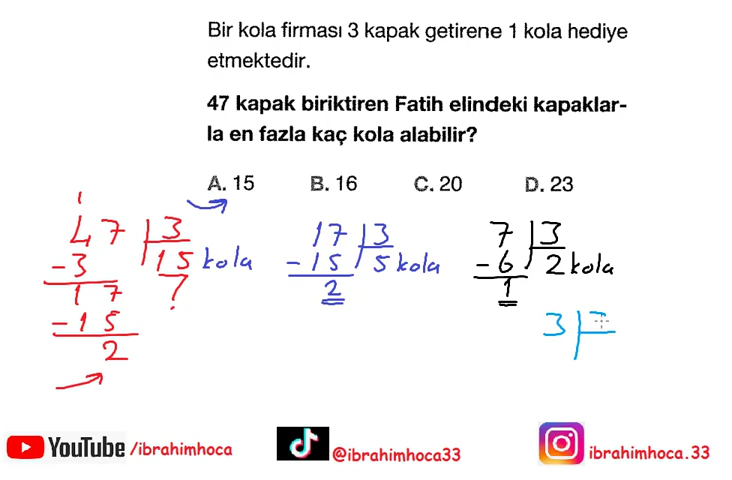 Bir kola firması 3 kapak getirene 1 kola hediye
etmektedir.
47 kapak biriktiren Fatih elindeki kapaklar-
la en fazla kaç kola alabilir?
A. 15 B. 16 C. 20 D. 23
1
47 3
-3 15 kola
17 ?
-15
2
17 3
-15 5 kola
2
7 3
-6 2 kola
1
3
YouTube /ibrahimhoca
@ibrahimhoca33
ibrahimhoca.33